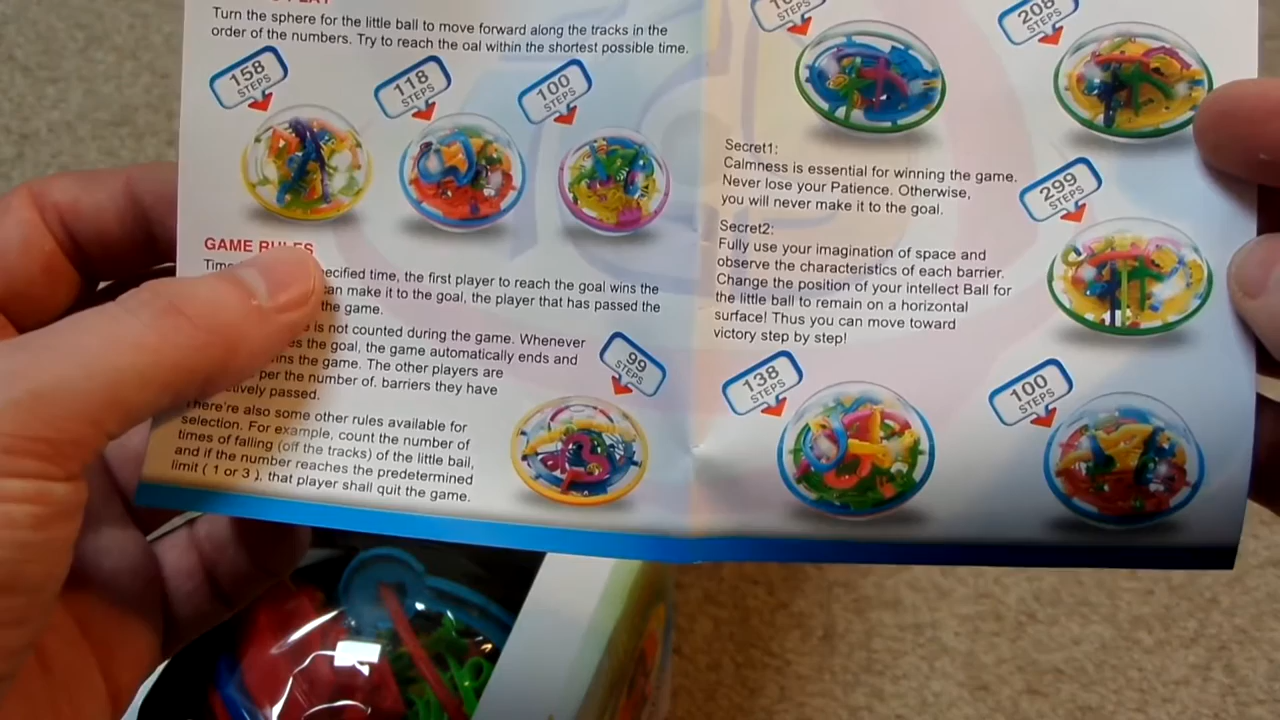 PLAY
Turn the sphere for the little ball to move forward along the tracks in the
order of the numbers. Try to reach the oal within the shortest possible time.
158
STEPS
118
STEPS
100
STEPS
GAME RULES
ecified time, the first player to reach the goal wins the
can make it to the goal, the player that has passed the
the game.
is not counted during the game. Whenever
the goal, the game automatically ends and
the game. The other players are
per the number of. barriers they have
passed.
There're also some other rules available for
selection. For example, count the number of
times of falling (off the tracks) of the little bail,
and if the number reaches the predetermined
limit ( 1 or 3 ), that player shall quit the game.
99
STEPS
STEPS
208
STEPS
Secret1:
Calmness is essential for winning the game.
Never lose your Patience. Otherwise,
you will never make it to the goal.
299
STEPS
Secret2:
Fully use your imagination of space and
observe the characteristics of each barrier.
Change the position of your intellect Ball for
the little ball to remain on a horizontal
surface! Thus you can move toward
victory step by step!
138
STEPS
100
STEPS